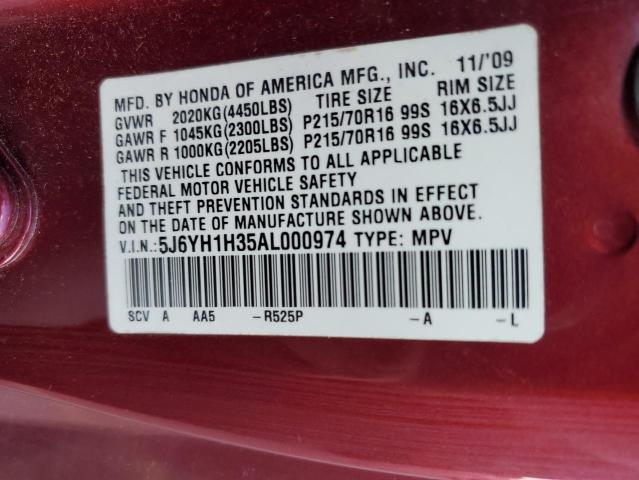 MFD. BY HONDA OF AMERICA MFG., INC. 11/'09
GVWR 2020KG(4450LBS) TIRE SIZE RIM SIZE
GAWR F 1045KG(2300LBS) P215/70R16 99S 16X6.5JJ
GAWR R 1000KG(2205LBS) P215/70R16 99S 16X6.5JJ
THIS VEHICLE CONFORMS TO ALL APPLICABLE
FEDERAL MOTOR VEHICLE SAFETY
AND THEFT PREVENTION STANDARDS IN EFFECT
ON THE DATE OF MANUFACTURE SHOWN ABOVE.
V.I.N.: 5J6YH1H35AL000974 TYPE: MPV
SCV A AA5 -R525P -A -L